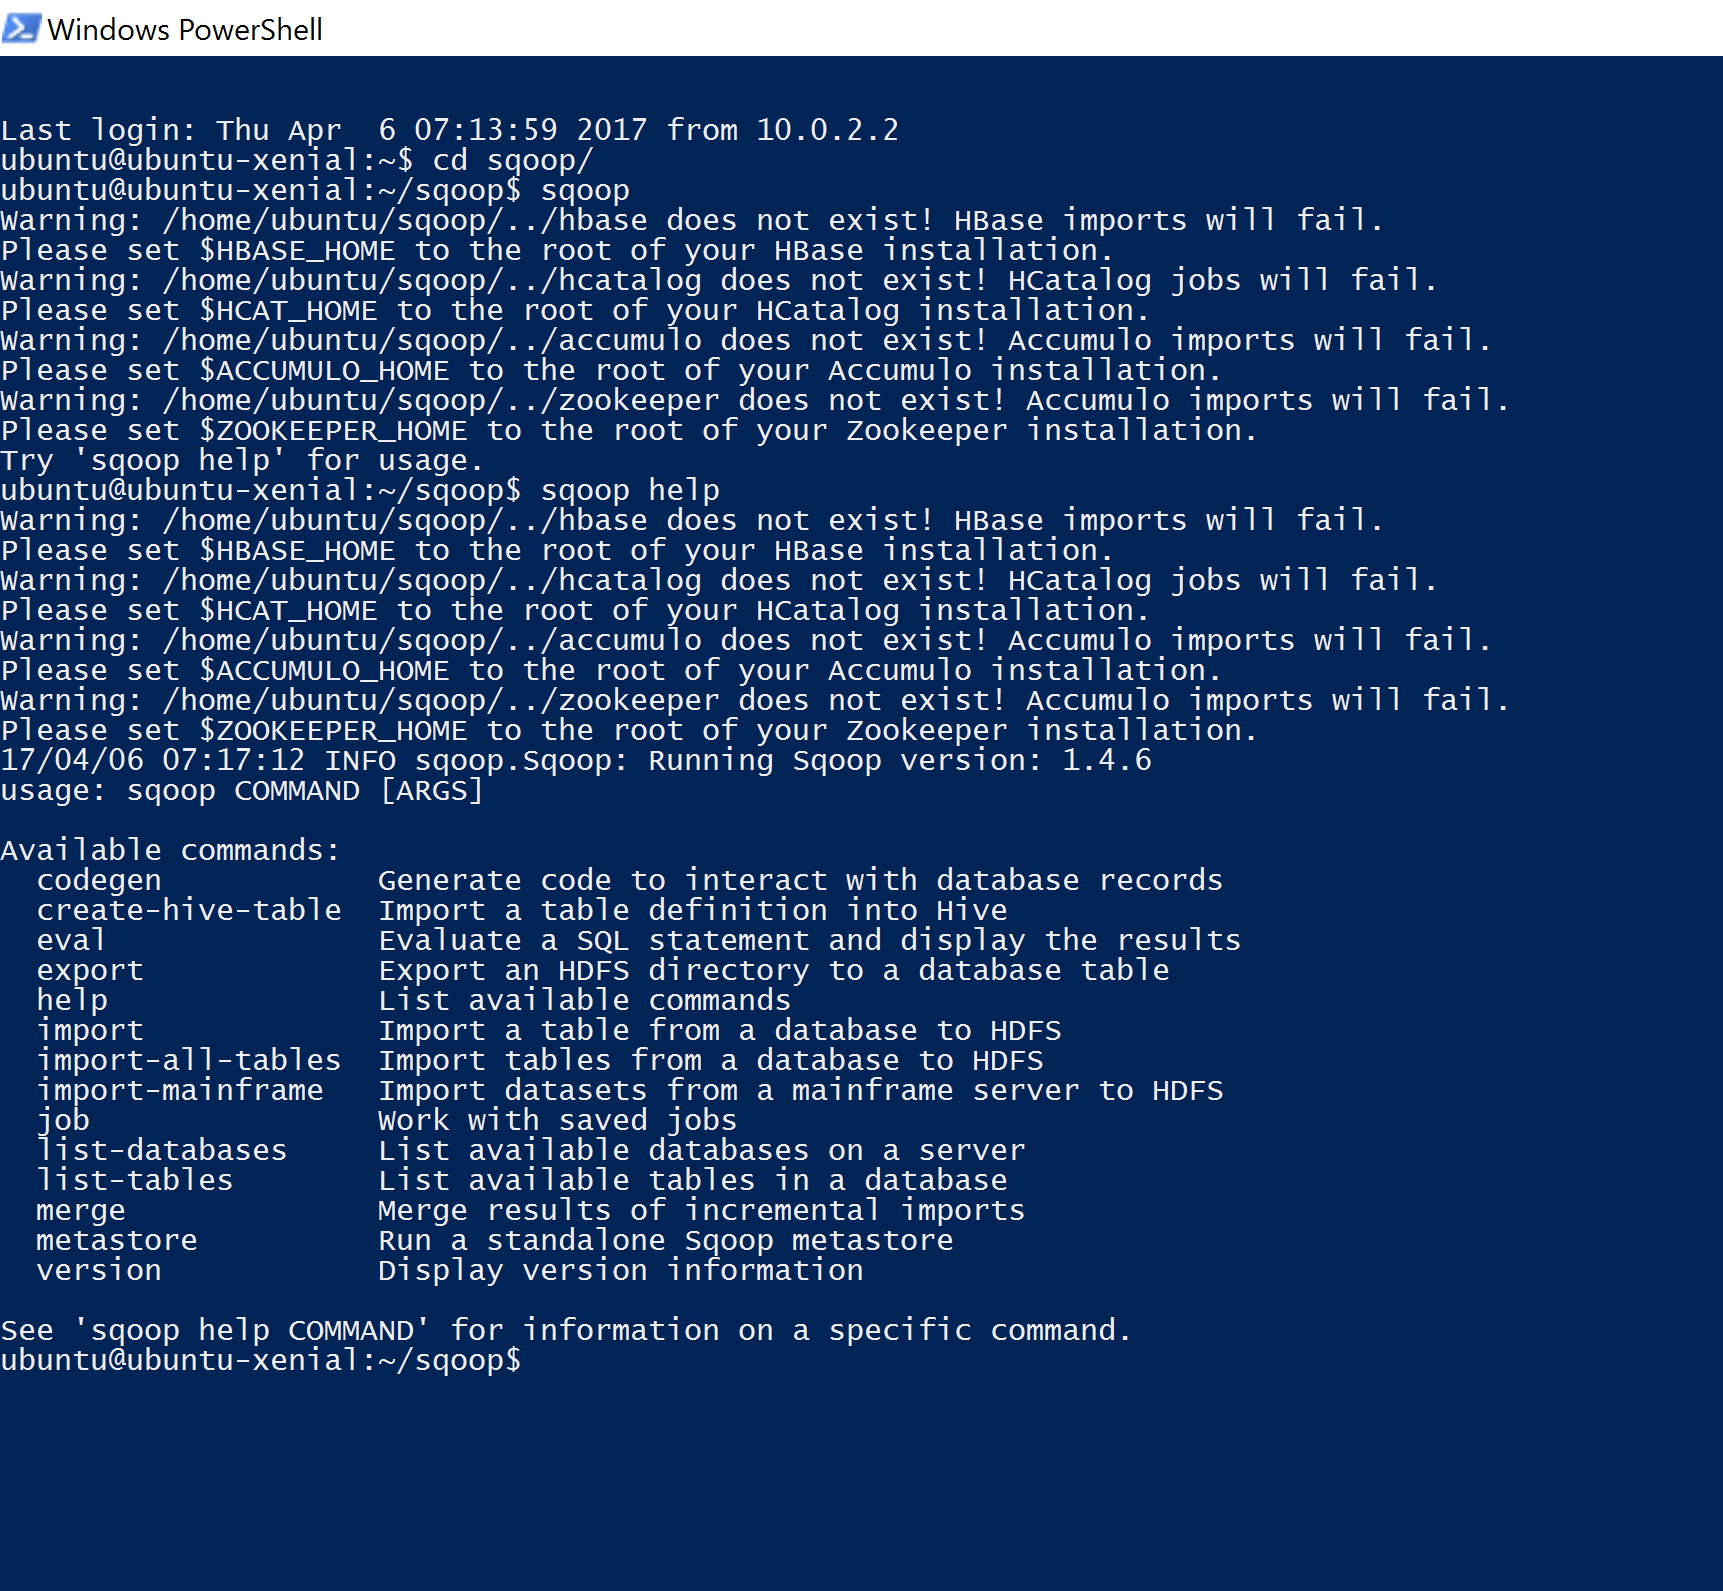 Windows PowerShell
Last login: Thu Apr  6 07:13:59 2017 from 10.0.2.2
ubuntu@ubuntu-xenial:~$ cd sqoop/
ubuntu@ubuntu-xenial:~/sqoop$ sqoop
Warning: /home/ubuntu/sqoop/../hbase does not exist! HBase imports will fail.
Please set $HBASE_HOME to the root of your HBase installation.
Warning: /home/ubuntu/sqoop/../hcatalog does not exist! HCatalog jobs will fail.
Please set $HCAT_HOME to the root of your HCatalog installation.
Warning: /home/ubuntu/sqoop/../accumulo does not exist! Accumulo imports will fail.
Please set $ACCUMULO_HOME to the root of your Accumulo installation.
Warning: /home/ubuntu/sqoop/../zookeeper does not exist! Accumulo imports will fail.
Please set $ZOOKEEPER_HOME to the root of your Zookeeper installation.
Try 'sqoop help' for usage.
ubuntu@ubuntu-xenial:~/sqoop$ sqoop help
Warning: /home/ubuntu/sqoop/../hbase does not exist! HBase imports will fail.
Please set $HBASE_HOME to the root of your HBase installation.
Warning: /home/ubuntu/sqoop/../hcatalog does not exist! HCatalog jobs will fail.
Please set $HCAT_HOME to the root of your HCatalog installation.
Warning: /home/ubuntu/sqoop/../accumulo does not exist! Accumulo imports will fail.
Please set $ACCUMULO_HOME to the root of your Accumulo installation.
Warning: /home/ubuntu/sqoop/../zookeeper does not exist! Accumulo imports will fail.
Please set $ZOOKEEPER_HOME to the root of your Zookeeper installation.
17/04/06 07:17:12 INFO sqoop.Sqoop: Running Sqoop version: 1.4.6
usage: sqoop COMMAND [ARGS]

Available commands:
  codegen            Generate code to interact with database records
  create-hive-table  Import a table definition into Hive
  eval               Evaluate a SQL statement and display the results
  export             Export an HDFS directory to a database table
  help               List available commands
  import             Import a table from a database to HDFS
  import-all-tables  Import tables from a database to HDFS
  import-mainframe   Import datasets from a mainframe server to HDFS
  job                Work with saved jobs
  list-databases     List available databases on a server
  list-tables        List available tables in a database
  merge              Merge results of incremental imports
  metastore          Run a standalone Sqoop metastore
  version            Display version information

See 'sqoop help COMMAND' for information on a specific command.
ubuntu@ubuntu-xenial:~/sqoop$